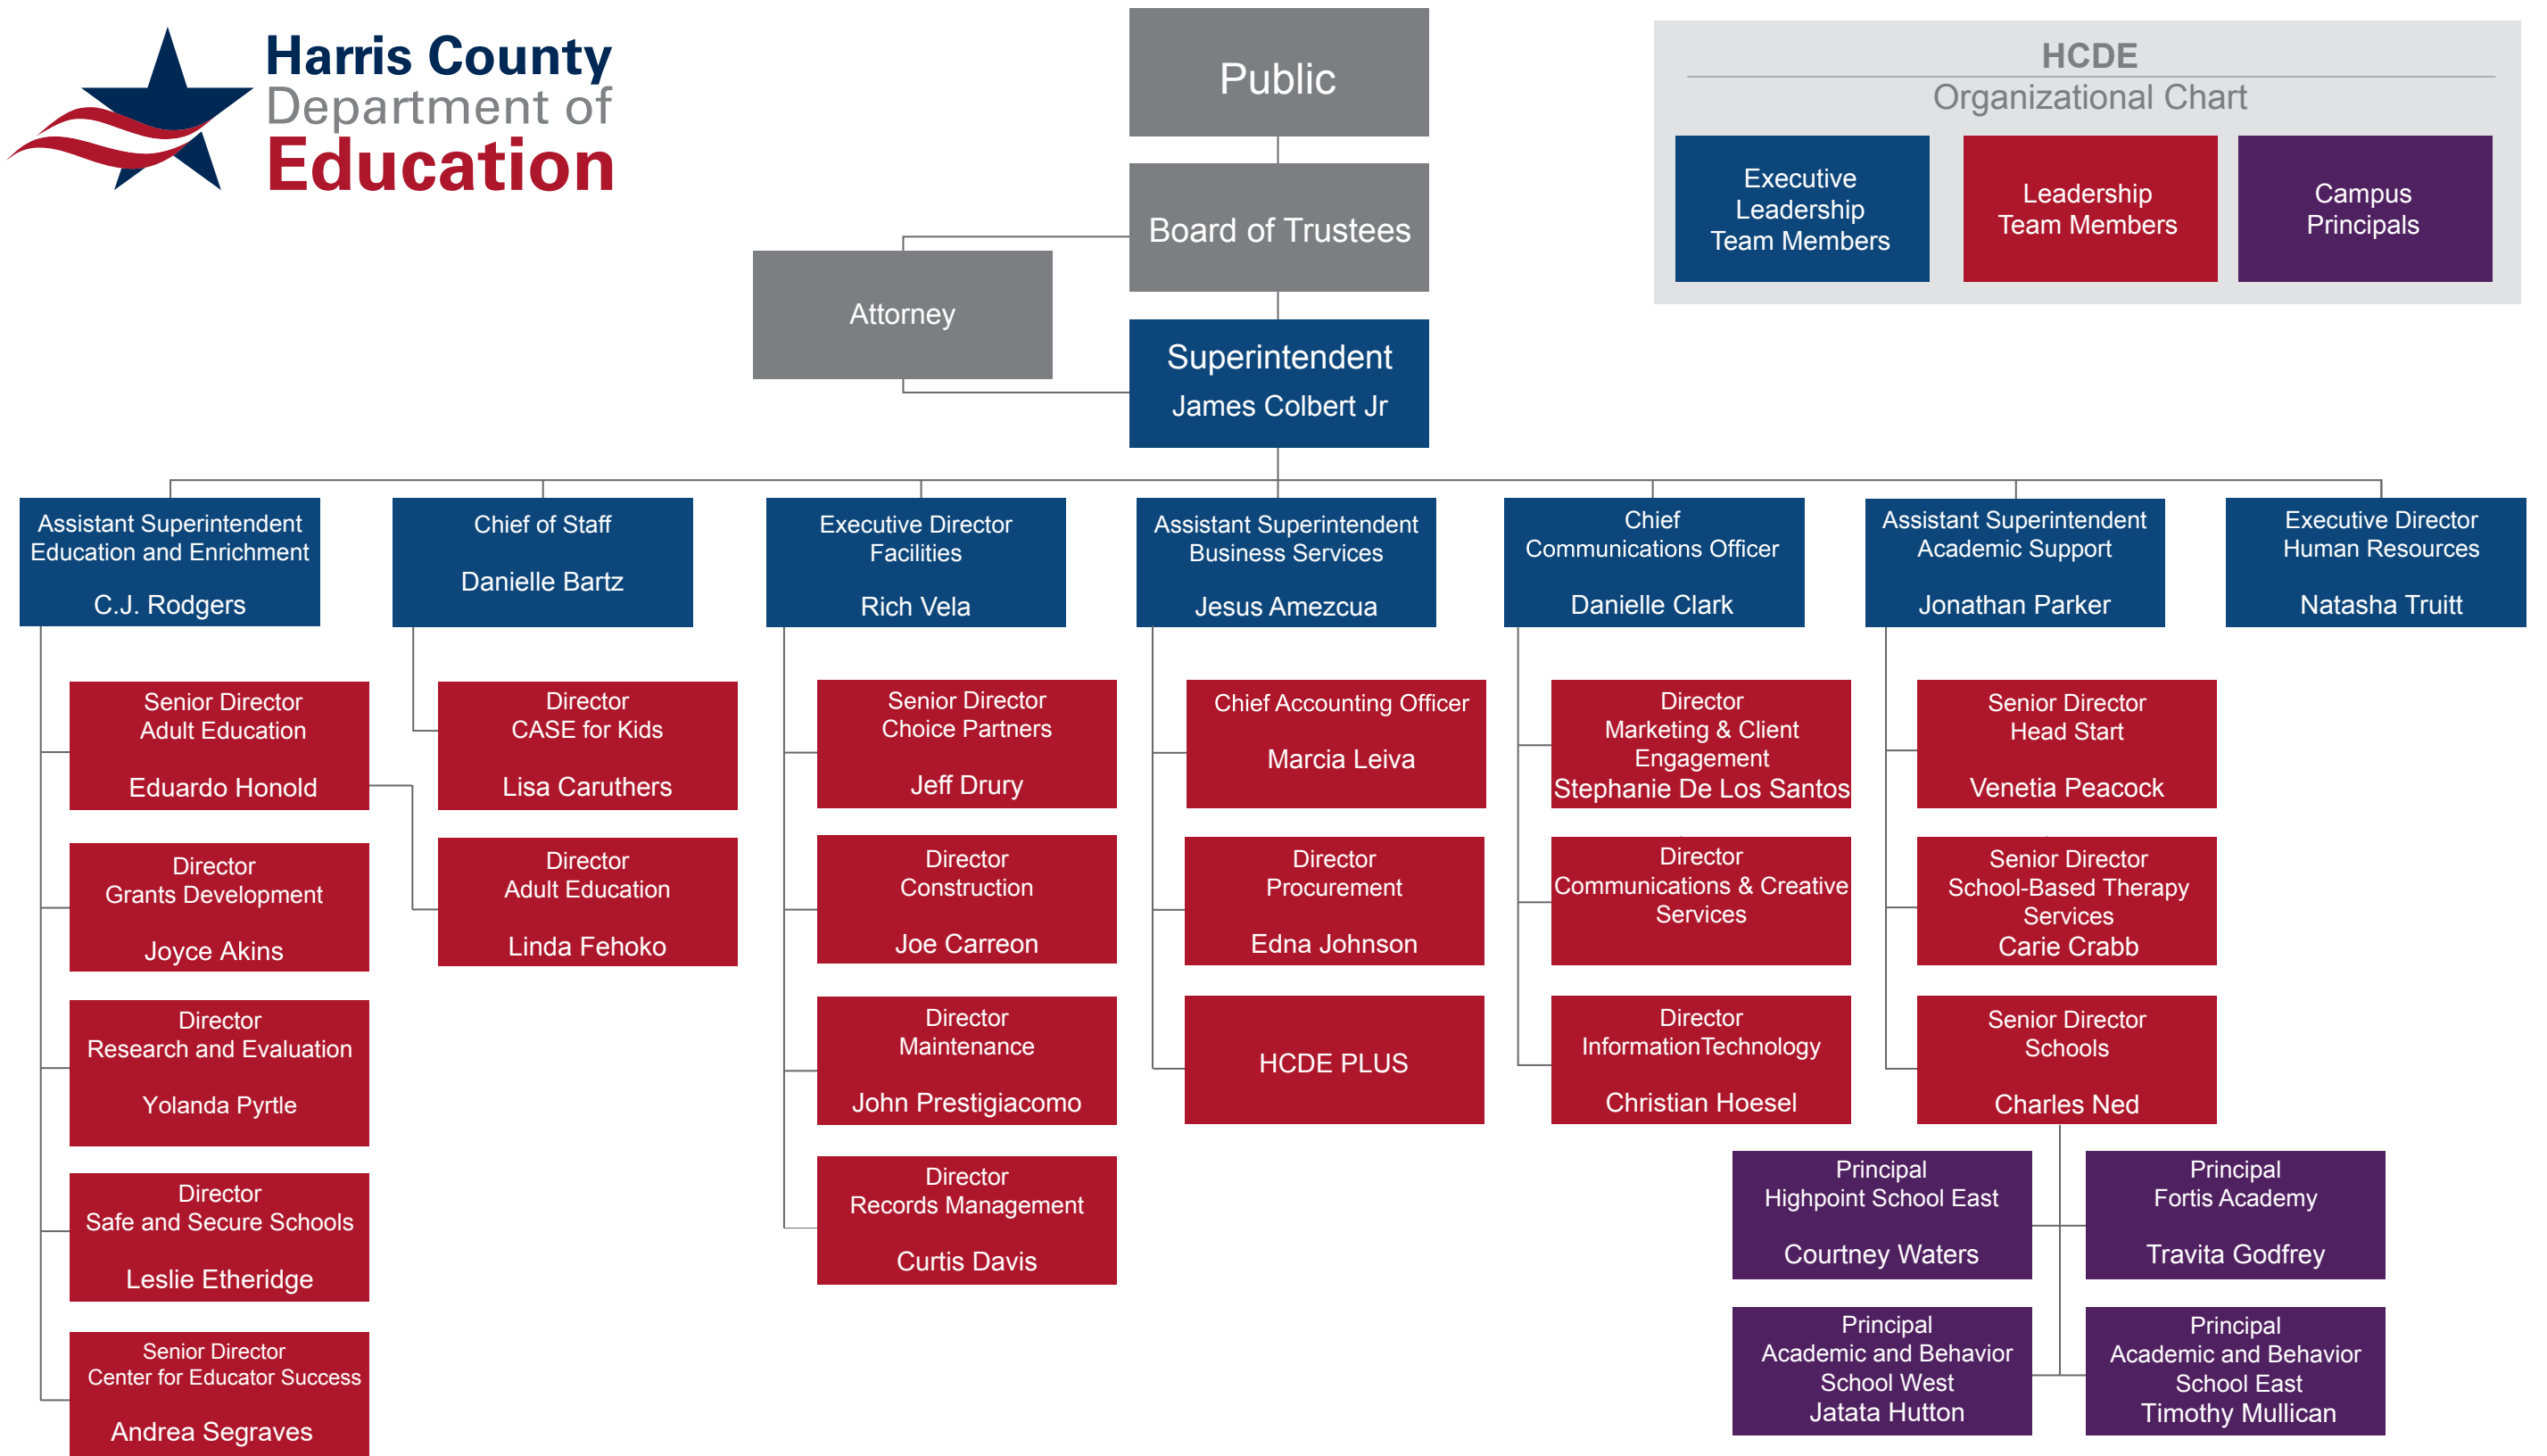 Harris County
Department of
Education
Public
Board of Trustees
Attorney
Superintendent
James Colbert Jr
HCDE
Organizational Chart
Executive
Leadership
Team Members
Leadership
Team Members
Campus
Principals
Assistant Superintendent
Education and Enrichment
C.J. Rodgers
Senior Director
Adult Education
Eduardo Honold
Director
Grants Development
Joyce Akins
Director
Research and Evaluation
Yolanda Pyrtle
Director
Safe and Secure Schools
Leslie Etheridge
Senior Director
Center for Educator Success
Andrea Segraves
Chief of Staff
Danielle Bartz
Director
CASE for Kids
Lisa Caruthers
Director
Adult Education
Linda Fehoko
Executive Director
Facilities
Rich Vela
Senior Director
Choice Partners
Jeff Drury
Director
Construction
Joe Carreon
Director
Maintenance
John Prestigiacomo
Director
Records Management
Curtis Davis
Assistant Superintendent
Business Services
Jesus Amezcua
Chief Accounting Officer
Marcia Leiva
Director
Procurement
Edna Johnson
HCDE PLUS
Chief
Communications Officer
Danielle Clark
Director
Marketing & Client
Engagement
Stephanie De Los Santos
Director
Communications & Creative
Services
Director
InformationTechnology
Christian Hoesel
Assistant Superintendent
Academic Support
Jonathan Parker
Senior Director
Head Start
Venetia Peacock
Senior Director
School-Based Therapy
Services
Carie Crabb
Senior Director
Schools
Charles Ned
Principal
Highpoint School East
Courtney Waters
Principal
Fortis Academy
Travita Godfrey
Principal
Academic and Behavior
School West
Jatata Hutton
Principal
Academic and Behavior
School East
Timothy Mullican
Executive Director
Human Resources
Natasha Truitt